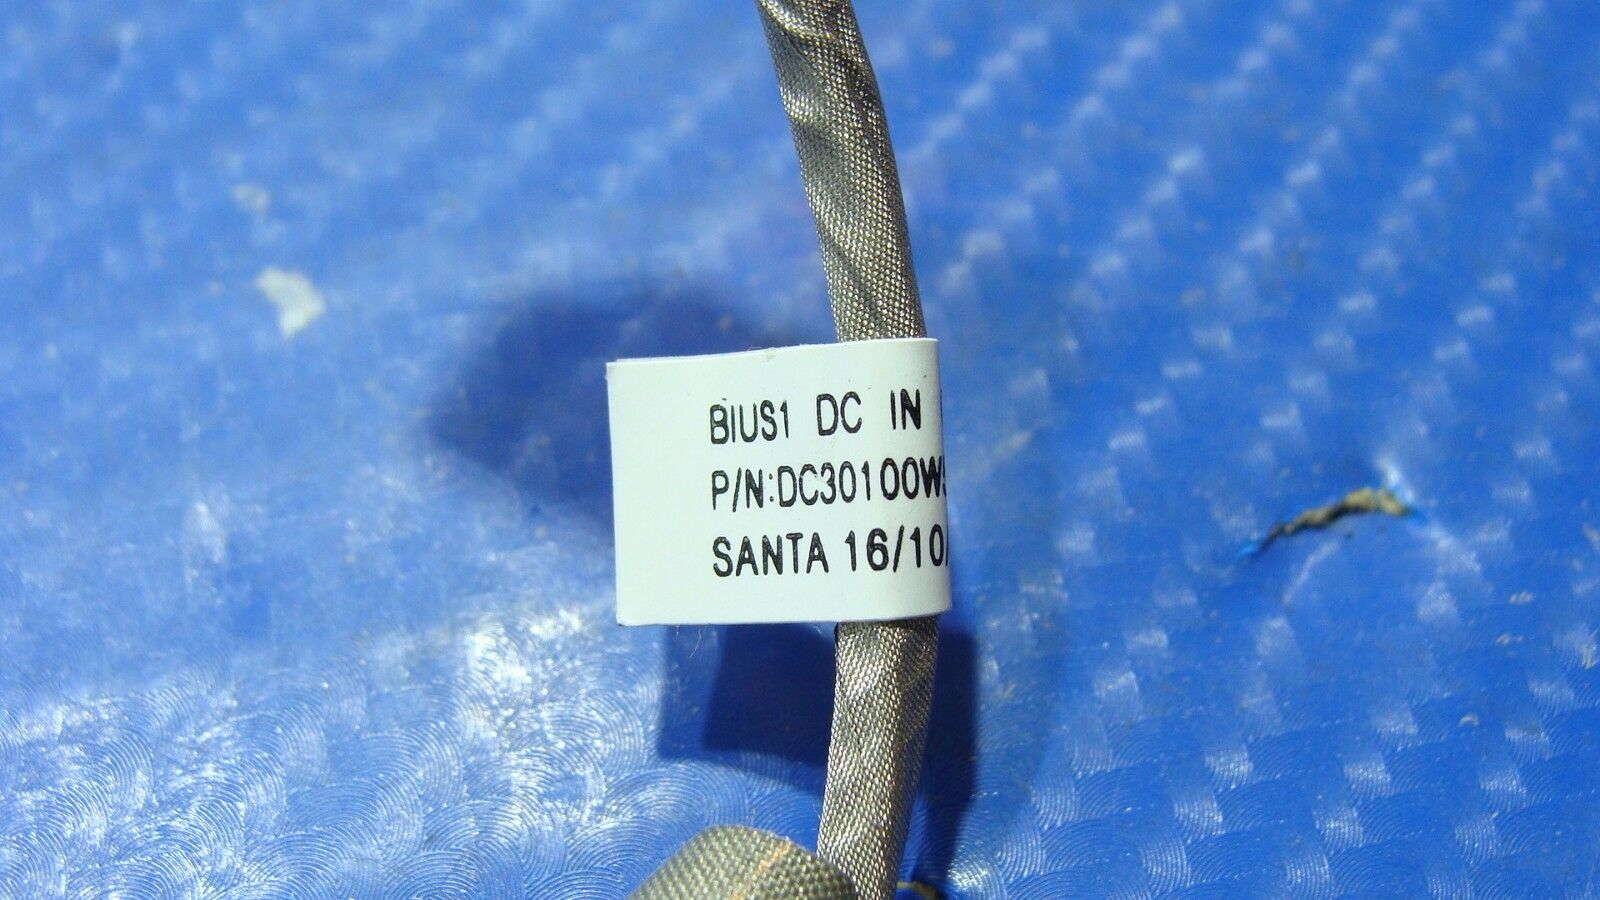 BIUS1 DC IN
P/N:DC30100W
SANTA 16/10/